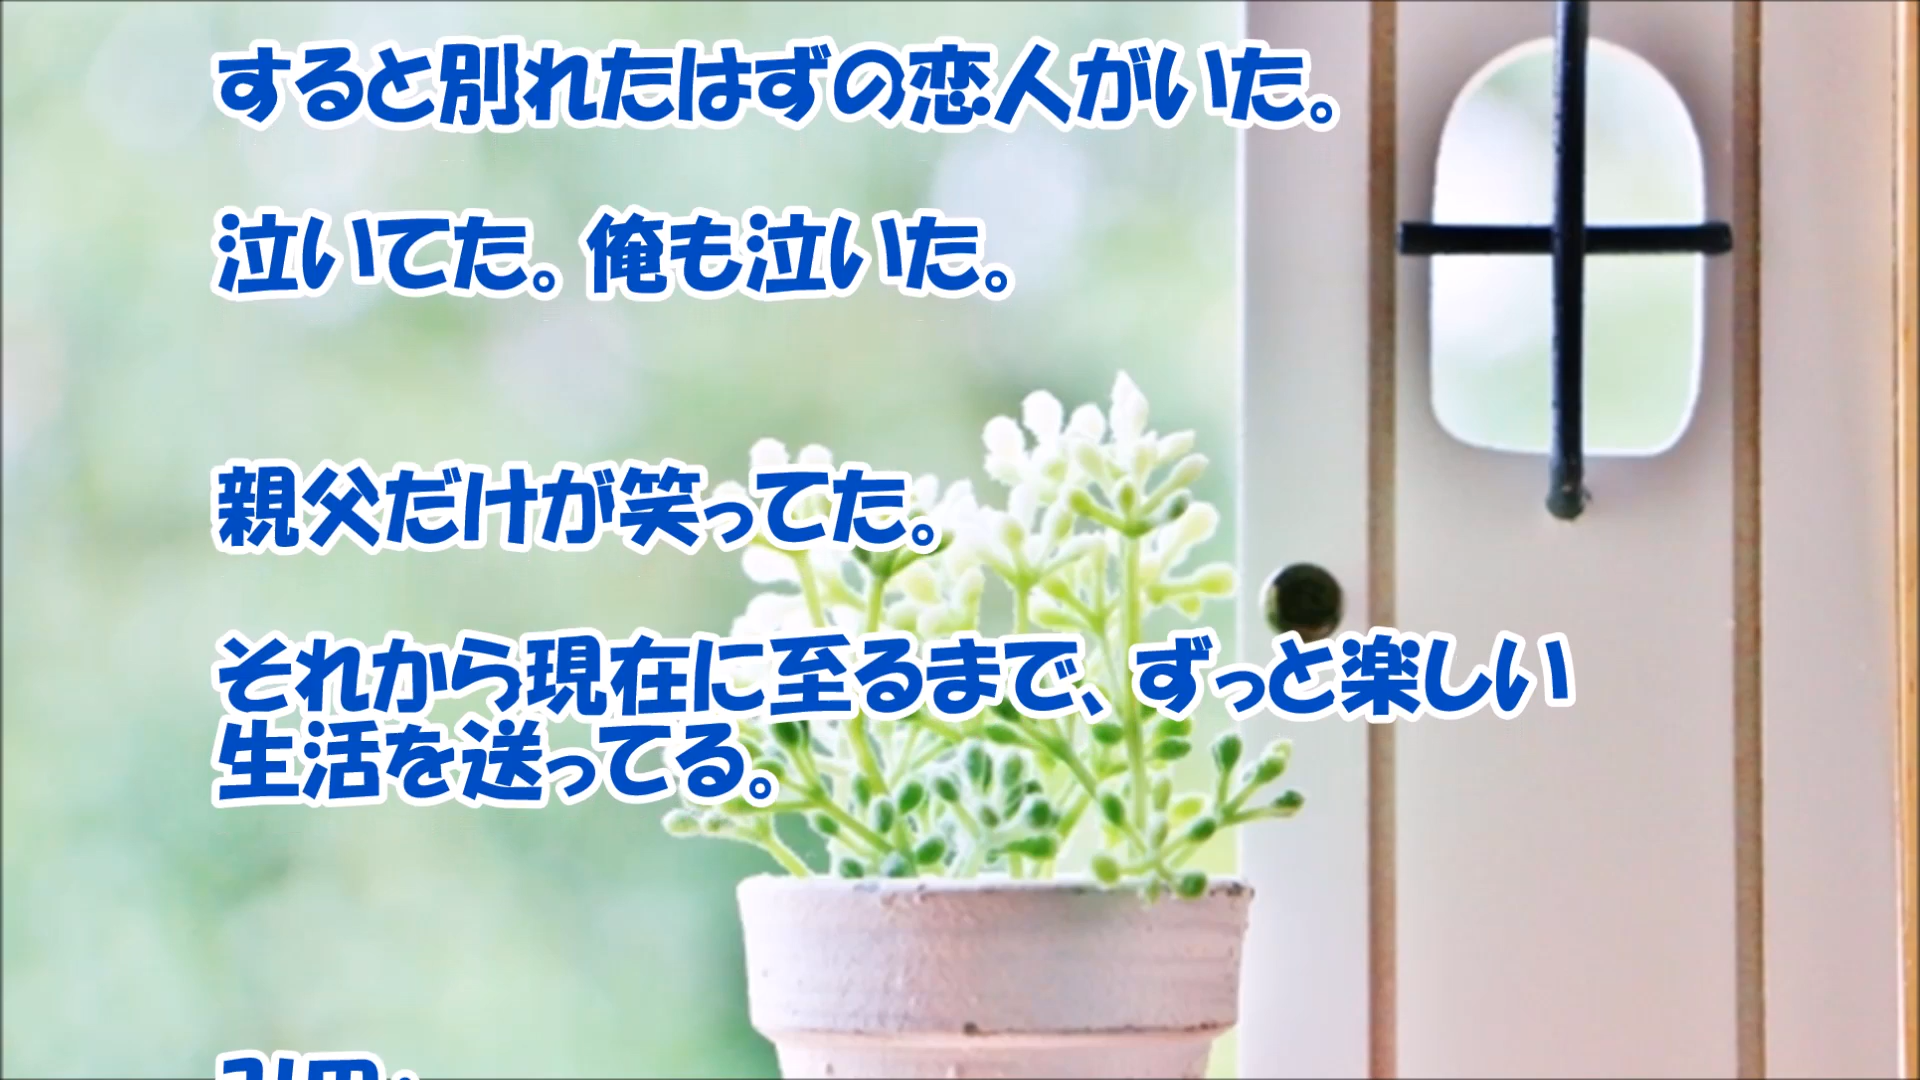 すると別れたはずの恋人がいた。
泣いてた。俺も泣いた。
親父だけが笑ってた。
それから現在に至るまで、ずっと楽しい
生活を送ってる。